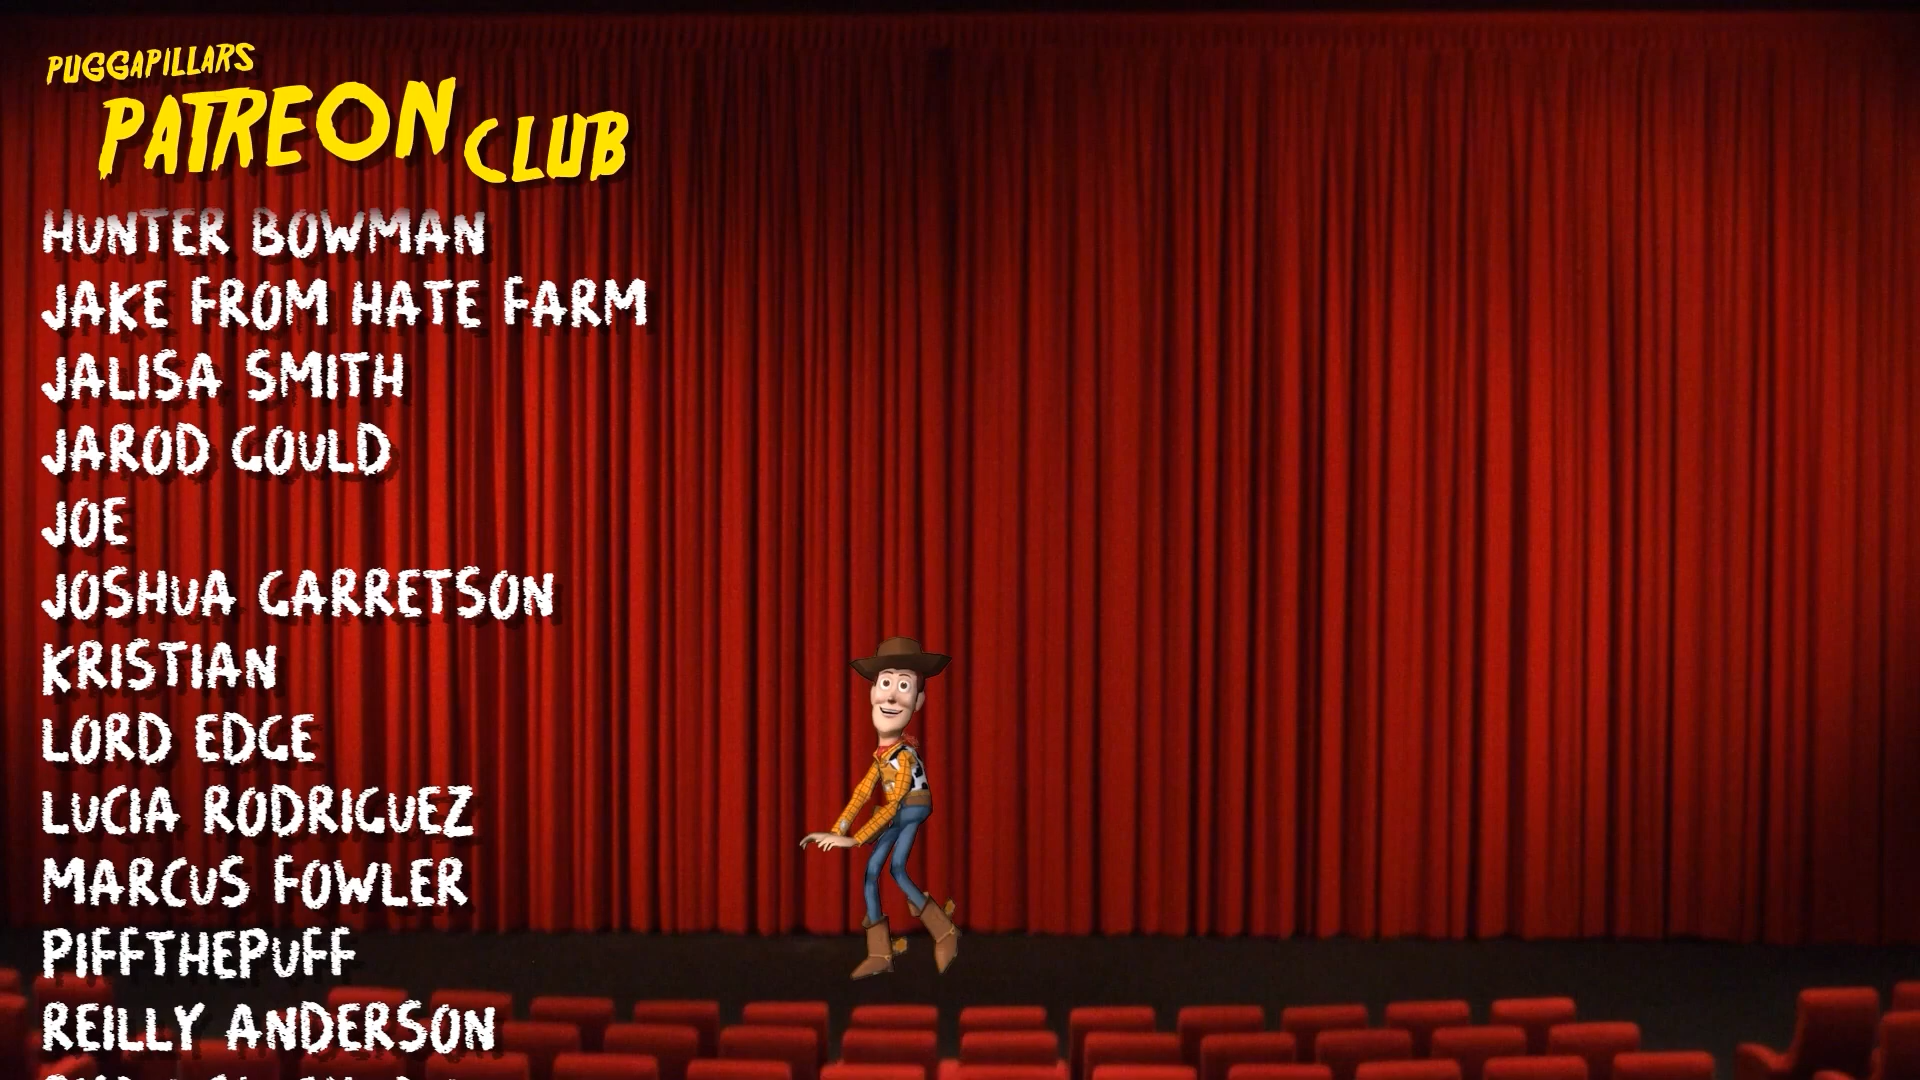 PUGGAPILLARS
PATREON CLUB
HUNTER BOWMAN
JAKE FROM HATE FARM
JALISA SMITH
JAROD GOULD
JOE
JOSHUA GARRETSON
KRISTIAN
LORD EDGE
LUCIA RODRIGUEZ
MARCUS FOWLER
PIFFTHEPUFF
REILLY ANDERSON